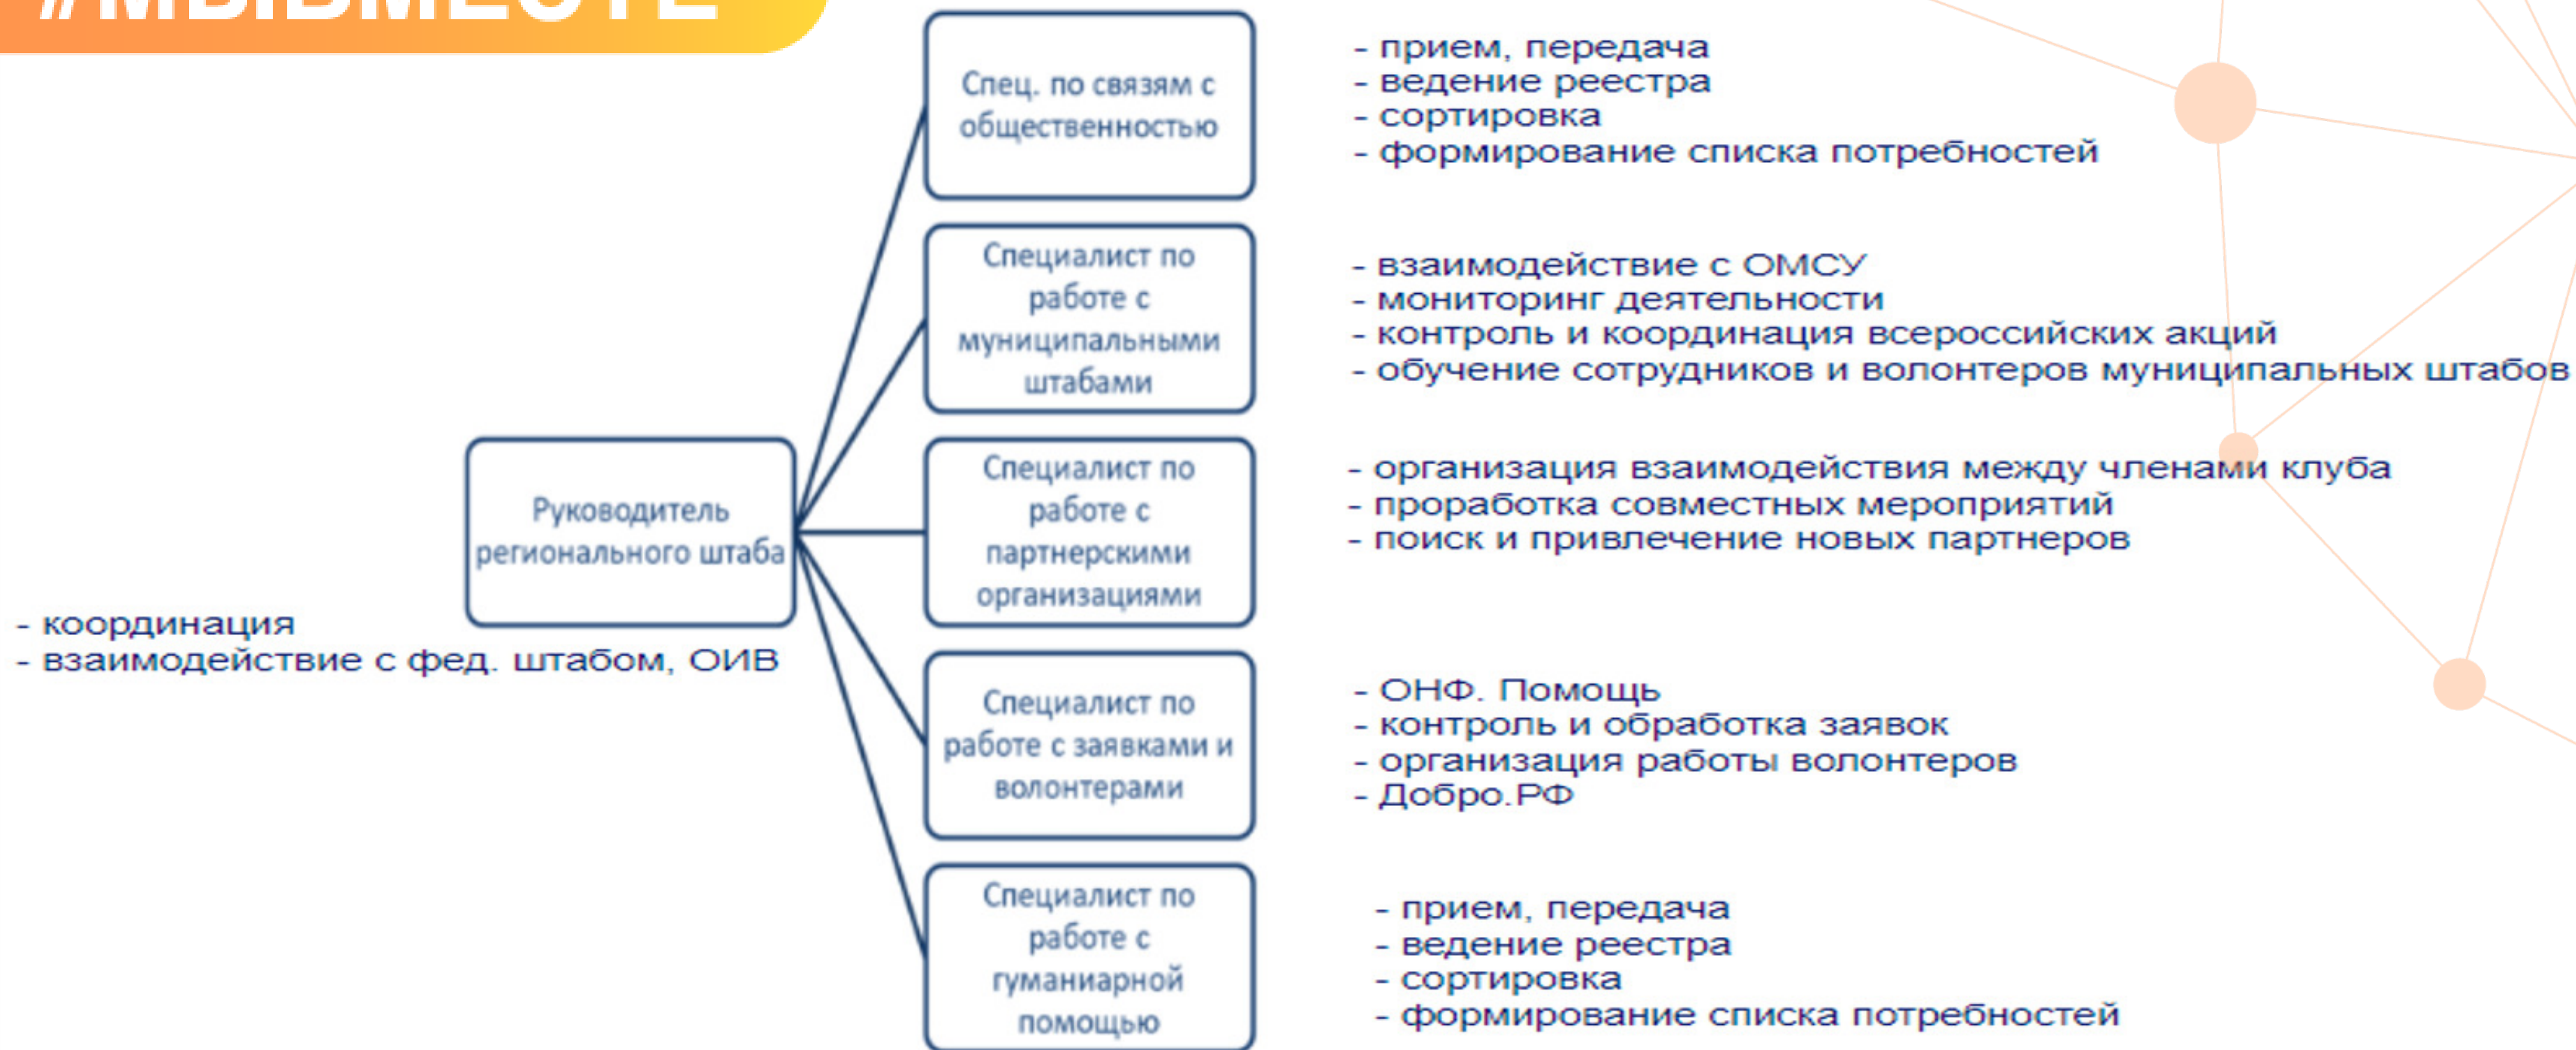 #МЫВМЕСТЕ
Спец. по связям с
общественностью
- прием, передача
- ведение реестра
- сортировка
- формирование списка потребностей
Специалист по
работе с
муниципальными
штабами
- взаимодействие с ОМСУ
- мониторинг деятельности
- контроль и координация всероссийских акций
- обучение сотрудников и волонтеров муниципальных штабов
Руководитель
регионального штаба
- координация
- взаимодействие с фед. штабом, ОИВ
Специалист по
работе с
партнерскими
организациями
- организация взаимодействия между членами клуба
- проработка совместных мероприятий
- поиск и привлечение новых партнеров
Специалист по
работе с заявками и
волонтерами
- ОНФ. Помощь
- контроль и обработка заявок
- организация работы волонтеров
- Добро.РФ
Специалист по
работе с
гуманиарной
помощью
- прием, передача
- ведение реестра
- сортировка
- формирование списка потребностей